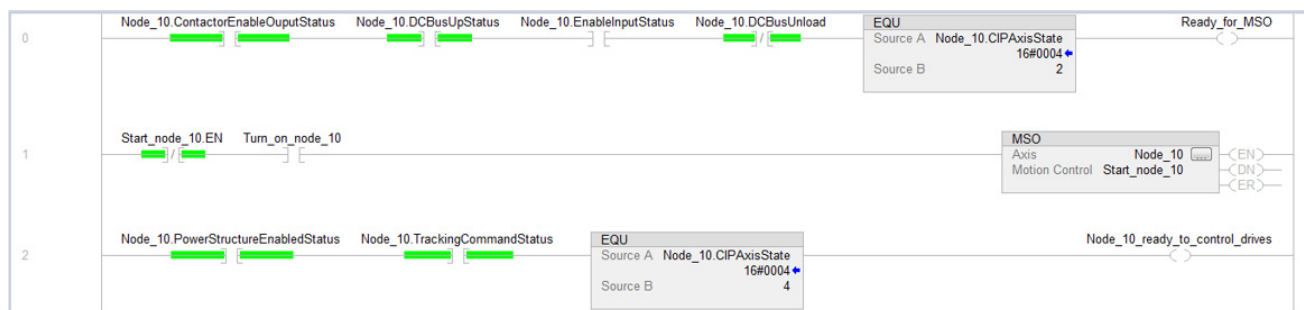 Node_10.ContactorEnableOuputStatus Node_10.DCBusUpStatus Node_10.EnableInputStatus Node_10.DCBusUnload EQU Ready_for_MSO
0 Source A Node_10.CIPAxisState
16#0004
Source B 2
Start_node_10.EN Turn_on_node_10 MSO
1 Axis Node_10 ... EN
Motion Control Start_node_10 DN
ER
Node_10.PowerStructureEnabledStatus Node_10.TrackingCommandStatus EQU Node_10_ready_to_control_drives
2 Source A Node_10.CIPAxisState
16#0004
Source B 4